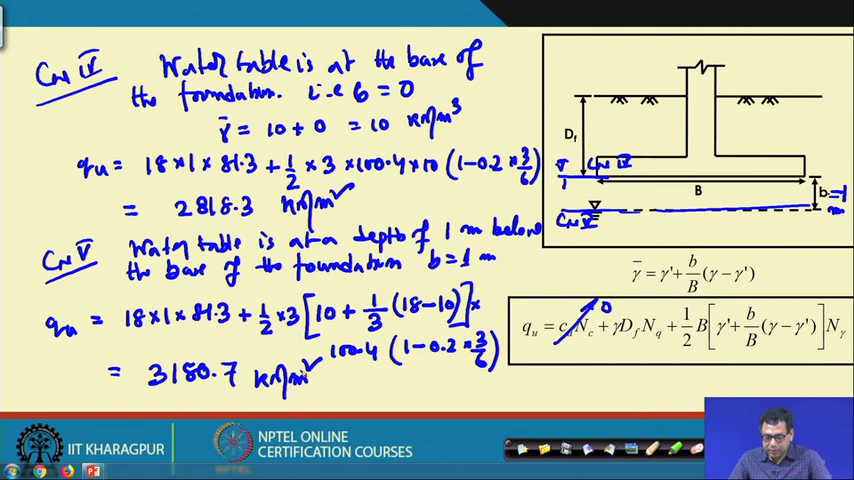 Case IV Water table is at the base of
the foundation. i.e b = 0
γ̄ = 10 + 0 = 10 kN/m³
qu = 18 × 1 × 81.3 + 1/2 × 3 × 100.4 × 10 (1 - 0.2 × 3/6)
= 2818.3 kN/m²
Case V Water table is at a depth of 1 m below
the base of the foundation b = 1 m
qu = 18 × 1 × 81.3 + 1/2 × 3 [10 + 1/3 (18 - 10)] ×
100.4 (1 - 0.2 × 3/6)
= 3180.7 kN/m²
Df
Case IV
B
b = 1
m
Case V
γ̄ = γ' + b/B (γ - γ')
0
qu = cuNc + γDfNq + 1/2 B [γ' + b/B (γ - γ')] Nγ
IIT KHARAGPUR
NPTEL
NPTEL ONLINE
CERTIFICATION COURSES